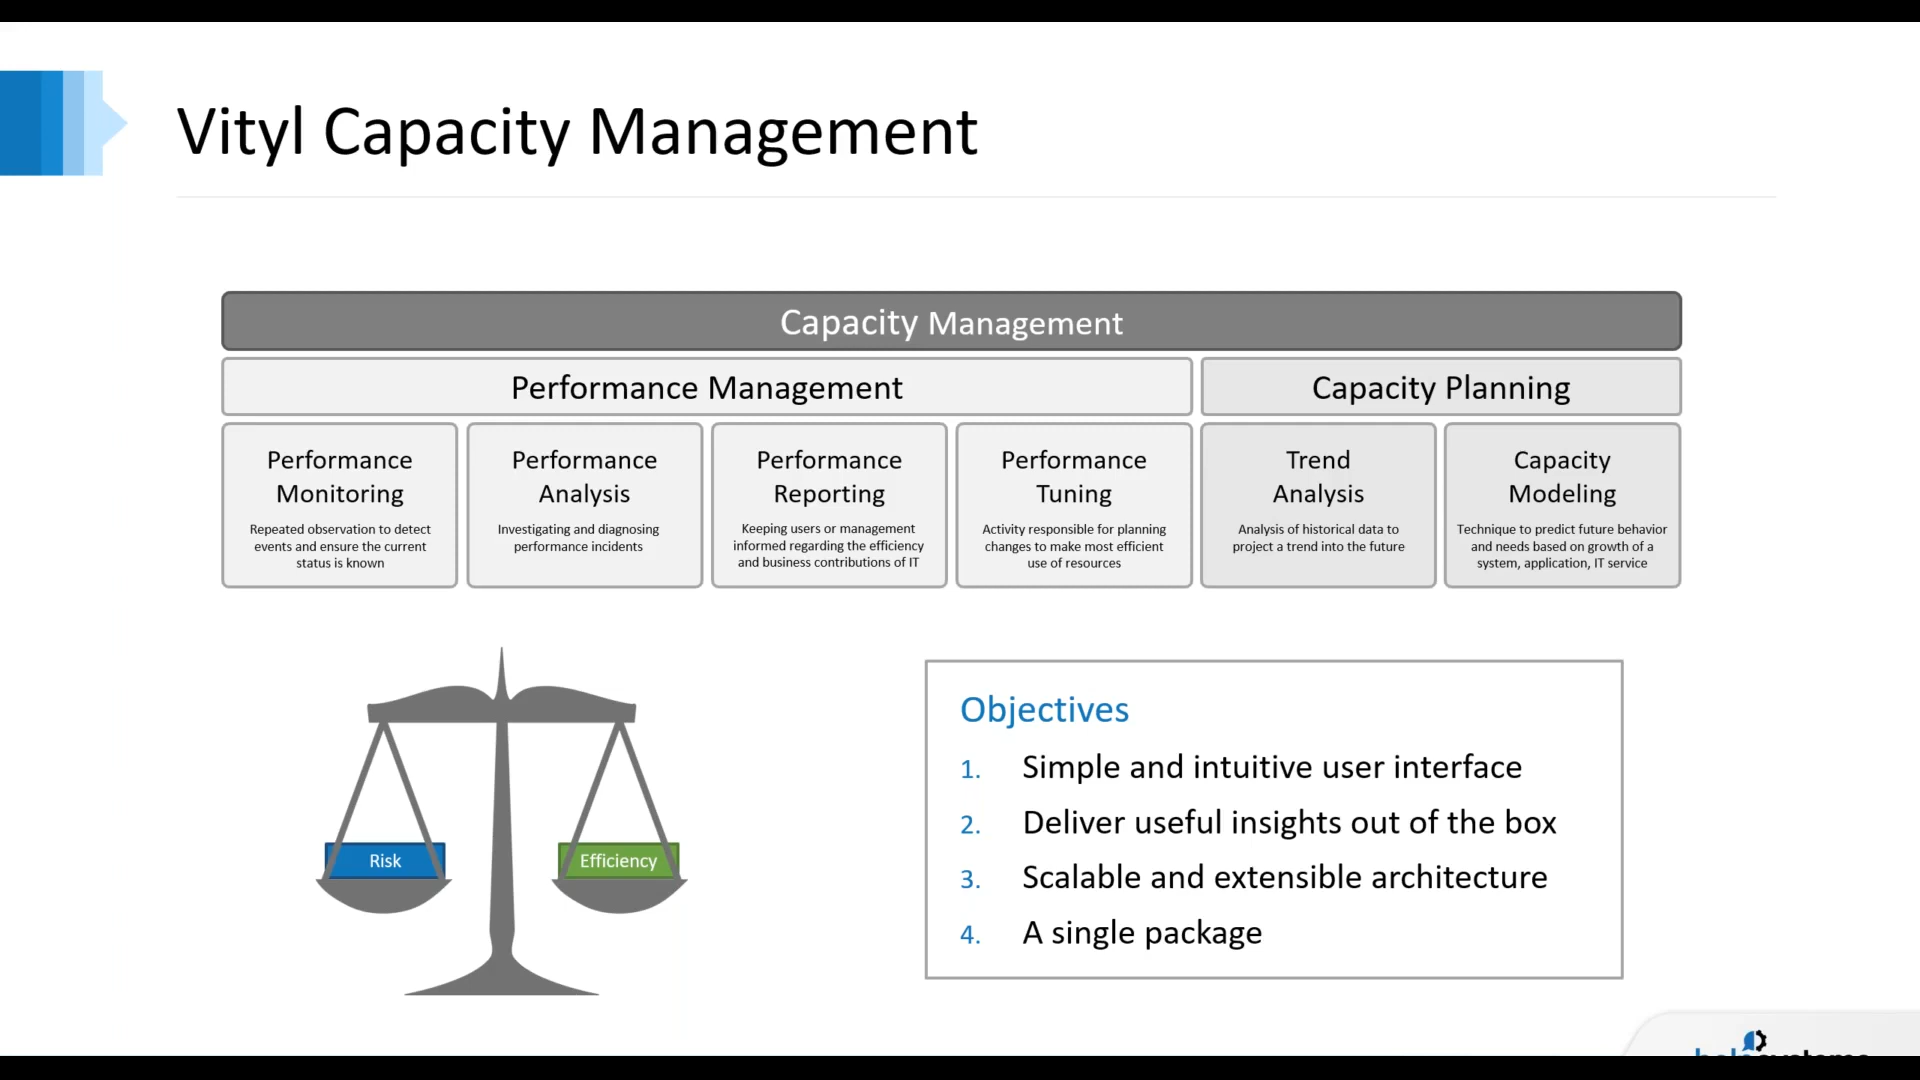 Vityl Capacity Management
Capacity Management
Performance Management
Capacity Planning
Performance
Monitoring
Repeated observation to detect
events and ensure the current
status is known
Performance
Analysis
Investigating and diagnosing
performance incidents
Performance
Reporting
Keeping users or management
informed regarding the efficiency
and business contributions of IT
Performance
Tuning
Activity responsible for planning
changes to make most efficient
use of resources
Trend
Analysis
Analysis of historical data to
project a trend into the future
Capacity
Modeling
Technique to predict future behavior
and needs based on growth of a
system, application, IT service
Risk
Efficiency
Objectives
1. Simple and intuitive user interface
2. Deliver useful insights out of the box
3. Scalable and extensible architecture
4. A single package